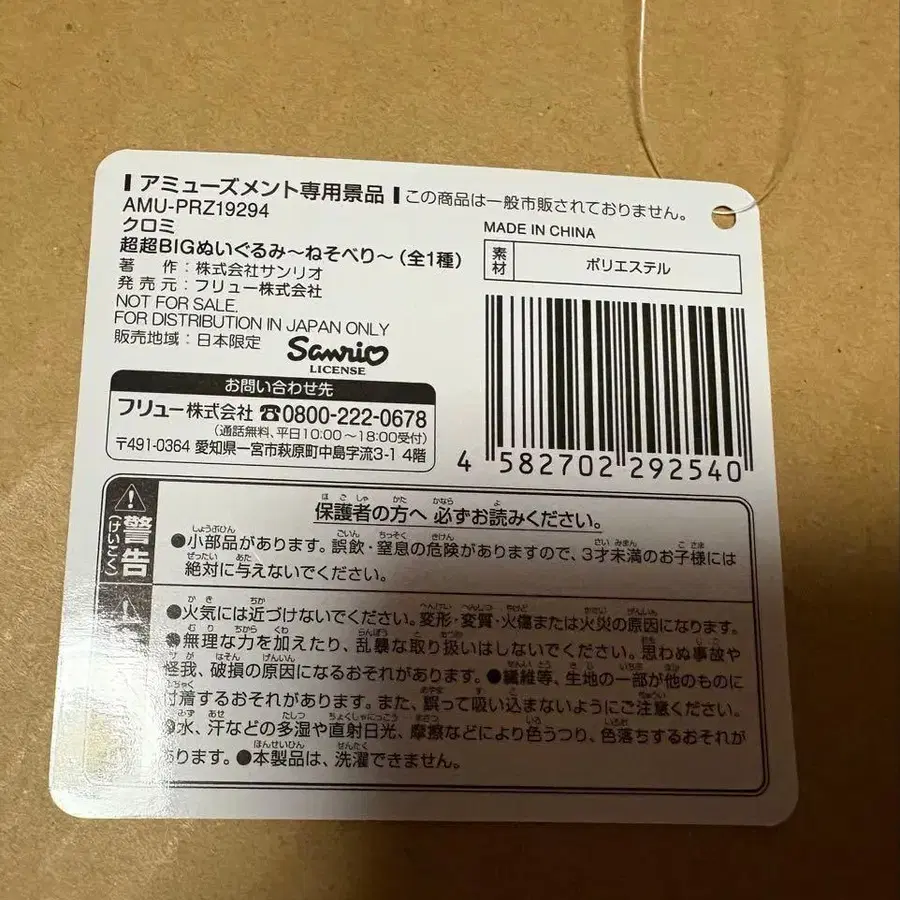 アミューズメント専用景品 この商品は一般市販されておりません。
AMU-PRZ19294
クロミ
超超BIGぬいぐるみ〜ねそべり〜(全1種)
著 作:株式会社サンリオ
発 売 元:フリュー株式会社
NOT FOR SALE.
FOR DISTRIBUTION IN JAPAN ONLY
販売地域:日本限定
Sanrio
LICENSE
お問い合わせ先
フリュー株式会社 ☎0800-222-0678
(通話無料、平日10:00〜18:00受付)
〒491-0364 愛知県一宮市萩原町中島字流3-1 4階
MADE IN CHINA
素材 ポリエステル
4 582702 292540
警告
(けいこく)
保護者の方へ 必ずお読みください。
●小部品があります。誤飲・窒息の危険がありますので、3才未満のお子様には
絶対に与えないでください。
●火気には近づけないでください。変形・変質・火傷または火災の原因になります。
●無理な力を加えたり、乱暴な取り扱いはしないでください。思わぬ事故や
怪我、破損の原因になるおそれがあります。●繊維等、生地の一部が他のものに
付着するおそれがあります。また、誤って吸い込まないようにご注意ください。
●水、汗などの多湿や直射日光、摩擦などにより色うつり、色落ちするおそれが
あります。●本製品は、洗濯できません。